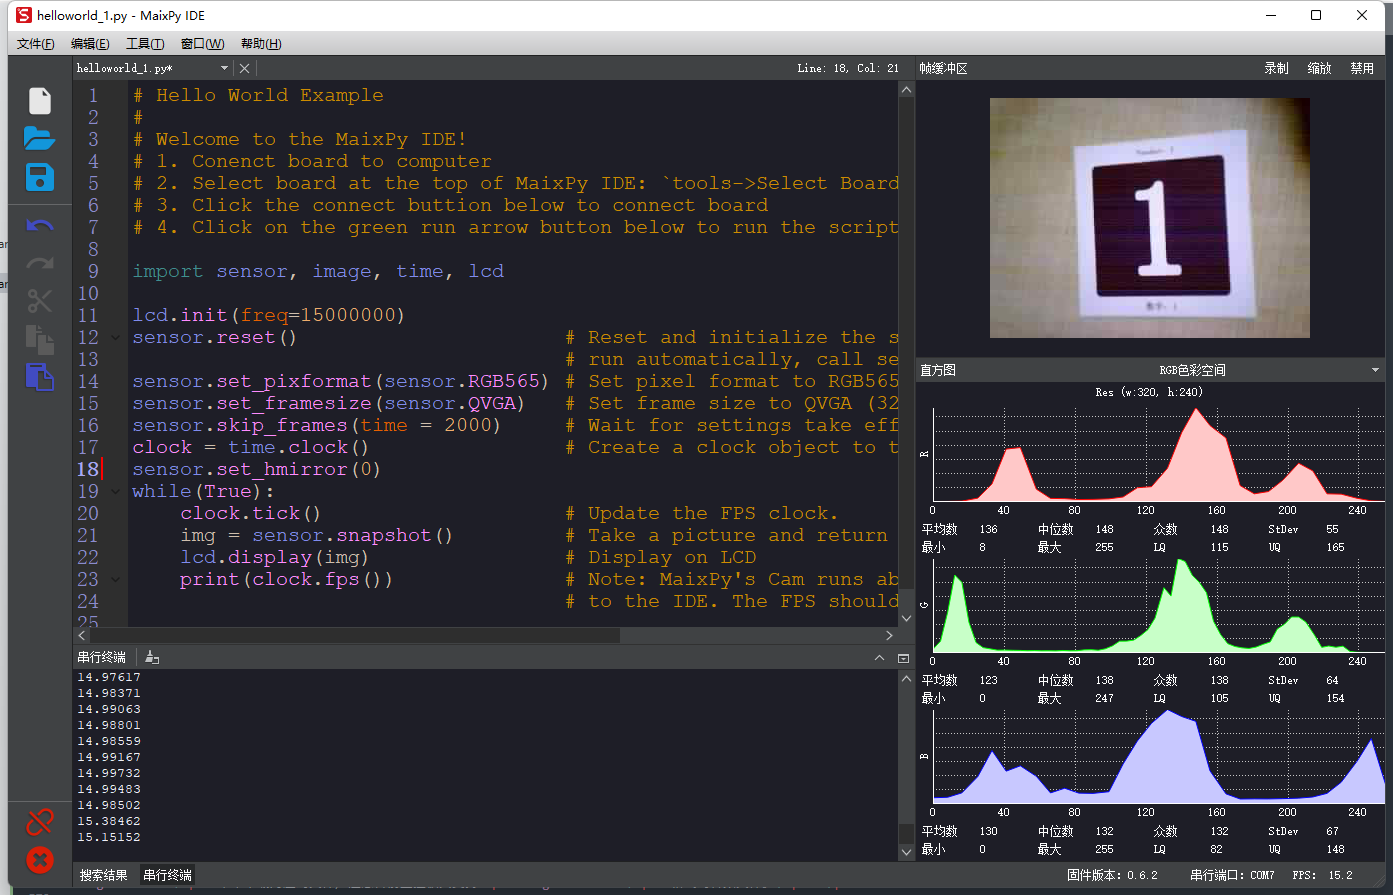 helloworld_1.py - MaixPy IDE
文件(F) 编辑(E) 工具(T) 窗口(W) 帮助(H)
helloworld_1.py* Line: 18, Col: 21
1 # Hello World Example
2 #
3 # Welcome to the MaixPy IDE!
4 # 1. Conenct board to computer
5 # 2. Select board at the top of MaixPy IDE: `tools->Select Board
6 # 3. Click the connect buttion below to connect board
7 # 4. Click on the green run arrow button below to run the script
8
9 import sensor, image, time, lcd
10
11 lcd.init(freq=15000000)
12 sensor.reset() # Reset and initialize the s
13 # run automatically, call se
14 sensor.set_pixformat(sensor.RGB565) # Set pixel format to RGB565
15 sensor.set_framesize(sensor.QVGA) # Set frame size to QVGA (32
16 sensor.skip_frames(time = 2000) # Wait for settings take eff
17 clock = time.clock() # Create a clock object to t
18 sensor.set_hmirror(0)
19 while(True):
20 clock.tick() # Update the FPS clock.
21 img = sensor.snapshot() # Take a picture and return
22 lcd.display(img) # Display on LCD
23 print(clock.fps()) # Note: MaixPy's Cam runs ab
24 # to the IDE. The FPS should
25
串行终端
14.97617
14.98371
14.99063
14.98801
14.98559
14.99167
14.99732
14.99483
14.98502
15.38462
15.15152
搜索结果 串行终端
帧缓冲区 录制 缩放 禁用
1
直方图 RGB色彩空间
Res (w:320, h:240)
R
0 40 80 120 160 200 240
平均数 136 中位数 148 众数 148 StDev 55
最小 8 最大 255 LQ 115 UQ 165
G
0 40 80 120 160 200 240
平均数 123 中位数 138 众数 138 StDev 64
最小 0 最大 247 LQ 105 UQ 154
B
0 40 80 120 160 200 240
平均数 130 中位数 132 众数 132 StDev 67
最小 0 最大 255 LQ 82 UQ 148
固件版本: 0.6.2 串行端口: COM7 FPS: 15.2